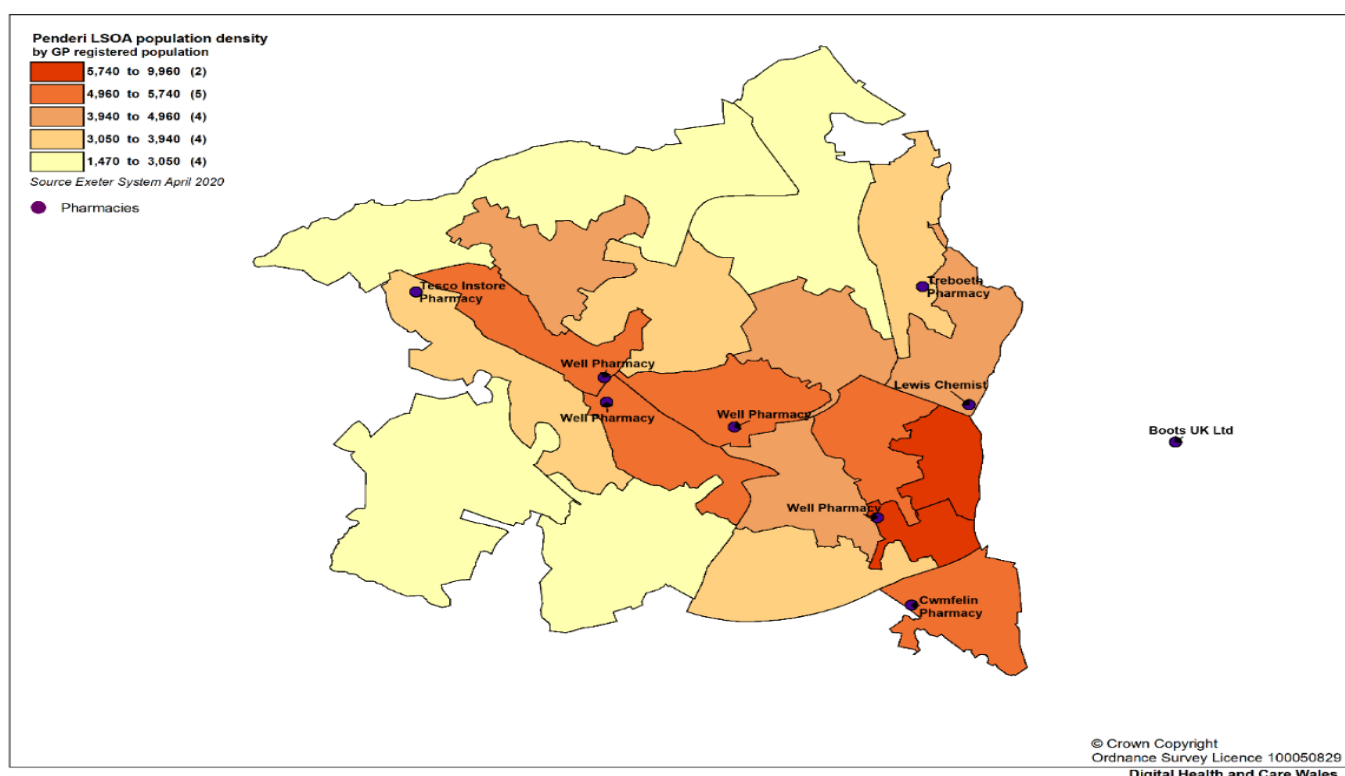 Penderi LSOA population density
by GP registered population
5,740 to 9,960 (2)
4,960 to 5,740 (5)
3,940 to 4,960 (4)
3,050 to 3,940 (4)
1,470 to 3,050 (4)
Source Exeter System April 2020
Pharmacies
Tesco Instore
Pharmacy
Treboeth
Pharmacy
Well Pharmacy
Lewis Chemist
Well Pharmacy
Well Pharmacy
Boots UK Ltd
Well Pharmacy
Cwmfelin
Pharmacy
© Crown Copyright
Ordnance Survey Licence 100050829
Digital Health and Care Wales